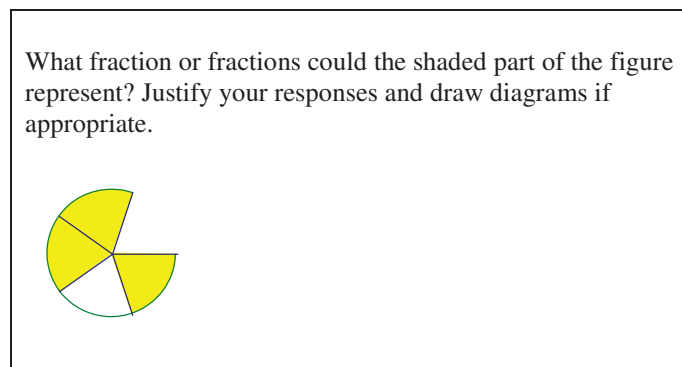 What fraction or fractions could the shaded part of the figure
represent? Justify your responses and draw diagrams if
appropriate.